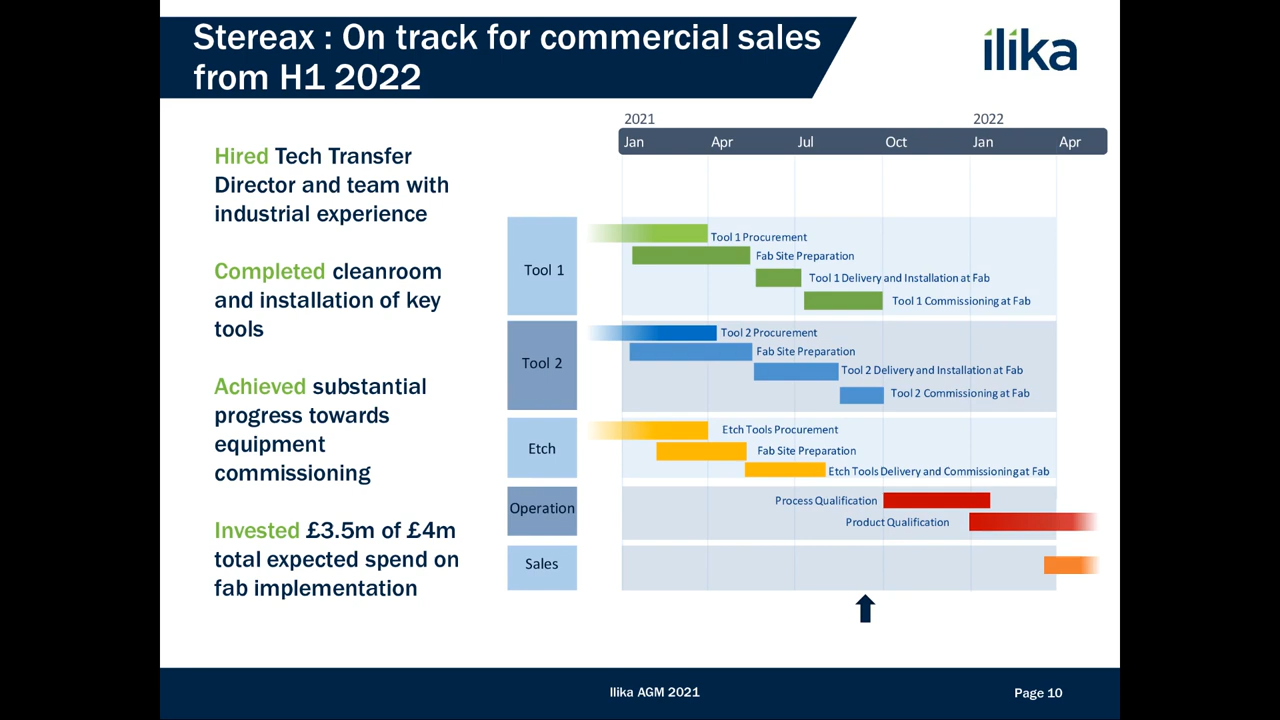 Stereax : On track for commercial sales
from H1 2022
ilika
Hired Tech Transfer
Director and team with
industrial experience
Completed cleanroom
and installation of key
tools
Achieved substantial
progress towards
equipment
commissioning
Invested £3.5m of £4m
total expected spend on
fab implementation
2021
2022
Jan
Apr
Jul
Oct
Jan
Apr
Tool 1
Tool 1 Procurement
Fab Site Preparation
Tool 1 Delivery and Installation at Fab
Tool 1 Commissioning at Fab
Tool 2
Tool 2 Procurement
Fab Site Preparation
Tool 2 Delivery and Installation at Fab
Tool 2 Commissioning at Fab
Etch
Etch Tools Procurement
Fab Site Preparation
Etch Tools Delivery and Commissioning at Fab
Operation
Process Qualification
Product Qualification
Sales
Ilika AGM 2021
Page 10